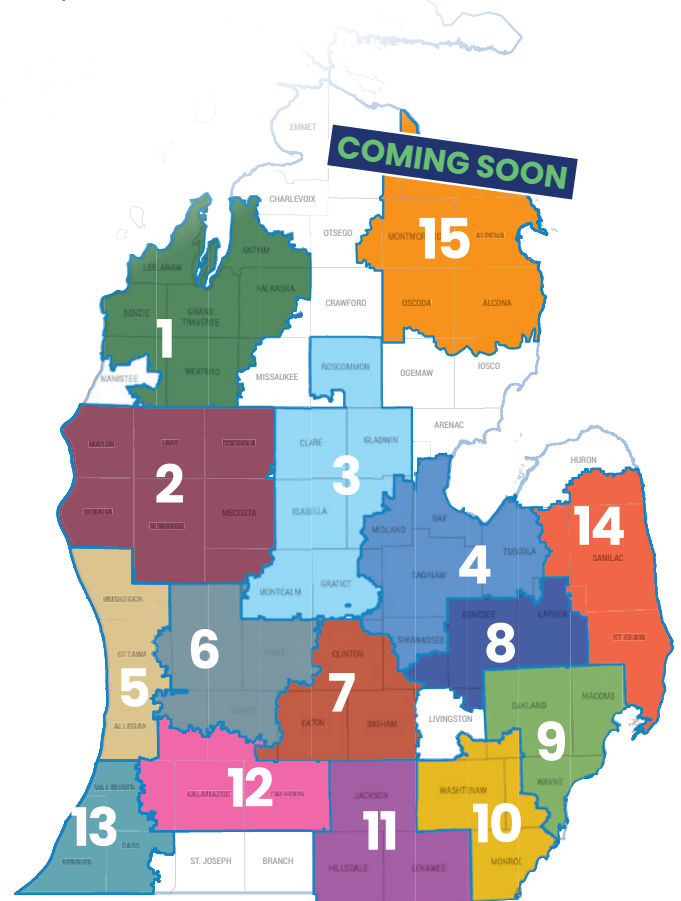 EMMET
COMING SOON
CHARLEVOIX
OTSEGO
15
ALPENA
ANTRIM
LEELANAW
KALKASKA
BENZIE
GRAND
TRAVERSE
CRAWFORD
OSCODA
ALCONA
1
ROSCOMMON
OGEMAW
IOSCO
MANISTEE
WEXFORD
MISSAUKEE
ARENAC
MASON
LAKE
OSCEOLA
CLARE
GLADWIN
HURON
2
3
OCEANA
NEWAYGO
MECOSTA
ISABELLA
MIDLAND
BAY
14
SANILAC
TUSCOLA
SAGINAW
4
MONTCALM
GRATIOT
MUSKEGON
GENESEE
LAPEER
6
SHIAWASSEE
8
ST CLAIR
OTTAWA
CLINTON
5
7
ALLEGAN
EATON
INGHAM
LIVINGSTON
OAKLAND
MACOMB
9
VAN BUREN
KALAMAZOO
12
CALHOUN
JACKSON
WASHTENAW
WAYNE
13
11
10
CASS
BERRIEN
ST. JOSEPH
BRANCH
HILLSDALE
LENAWEE
MONROE